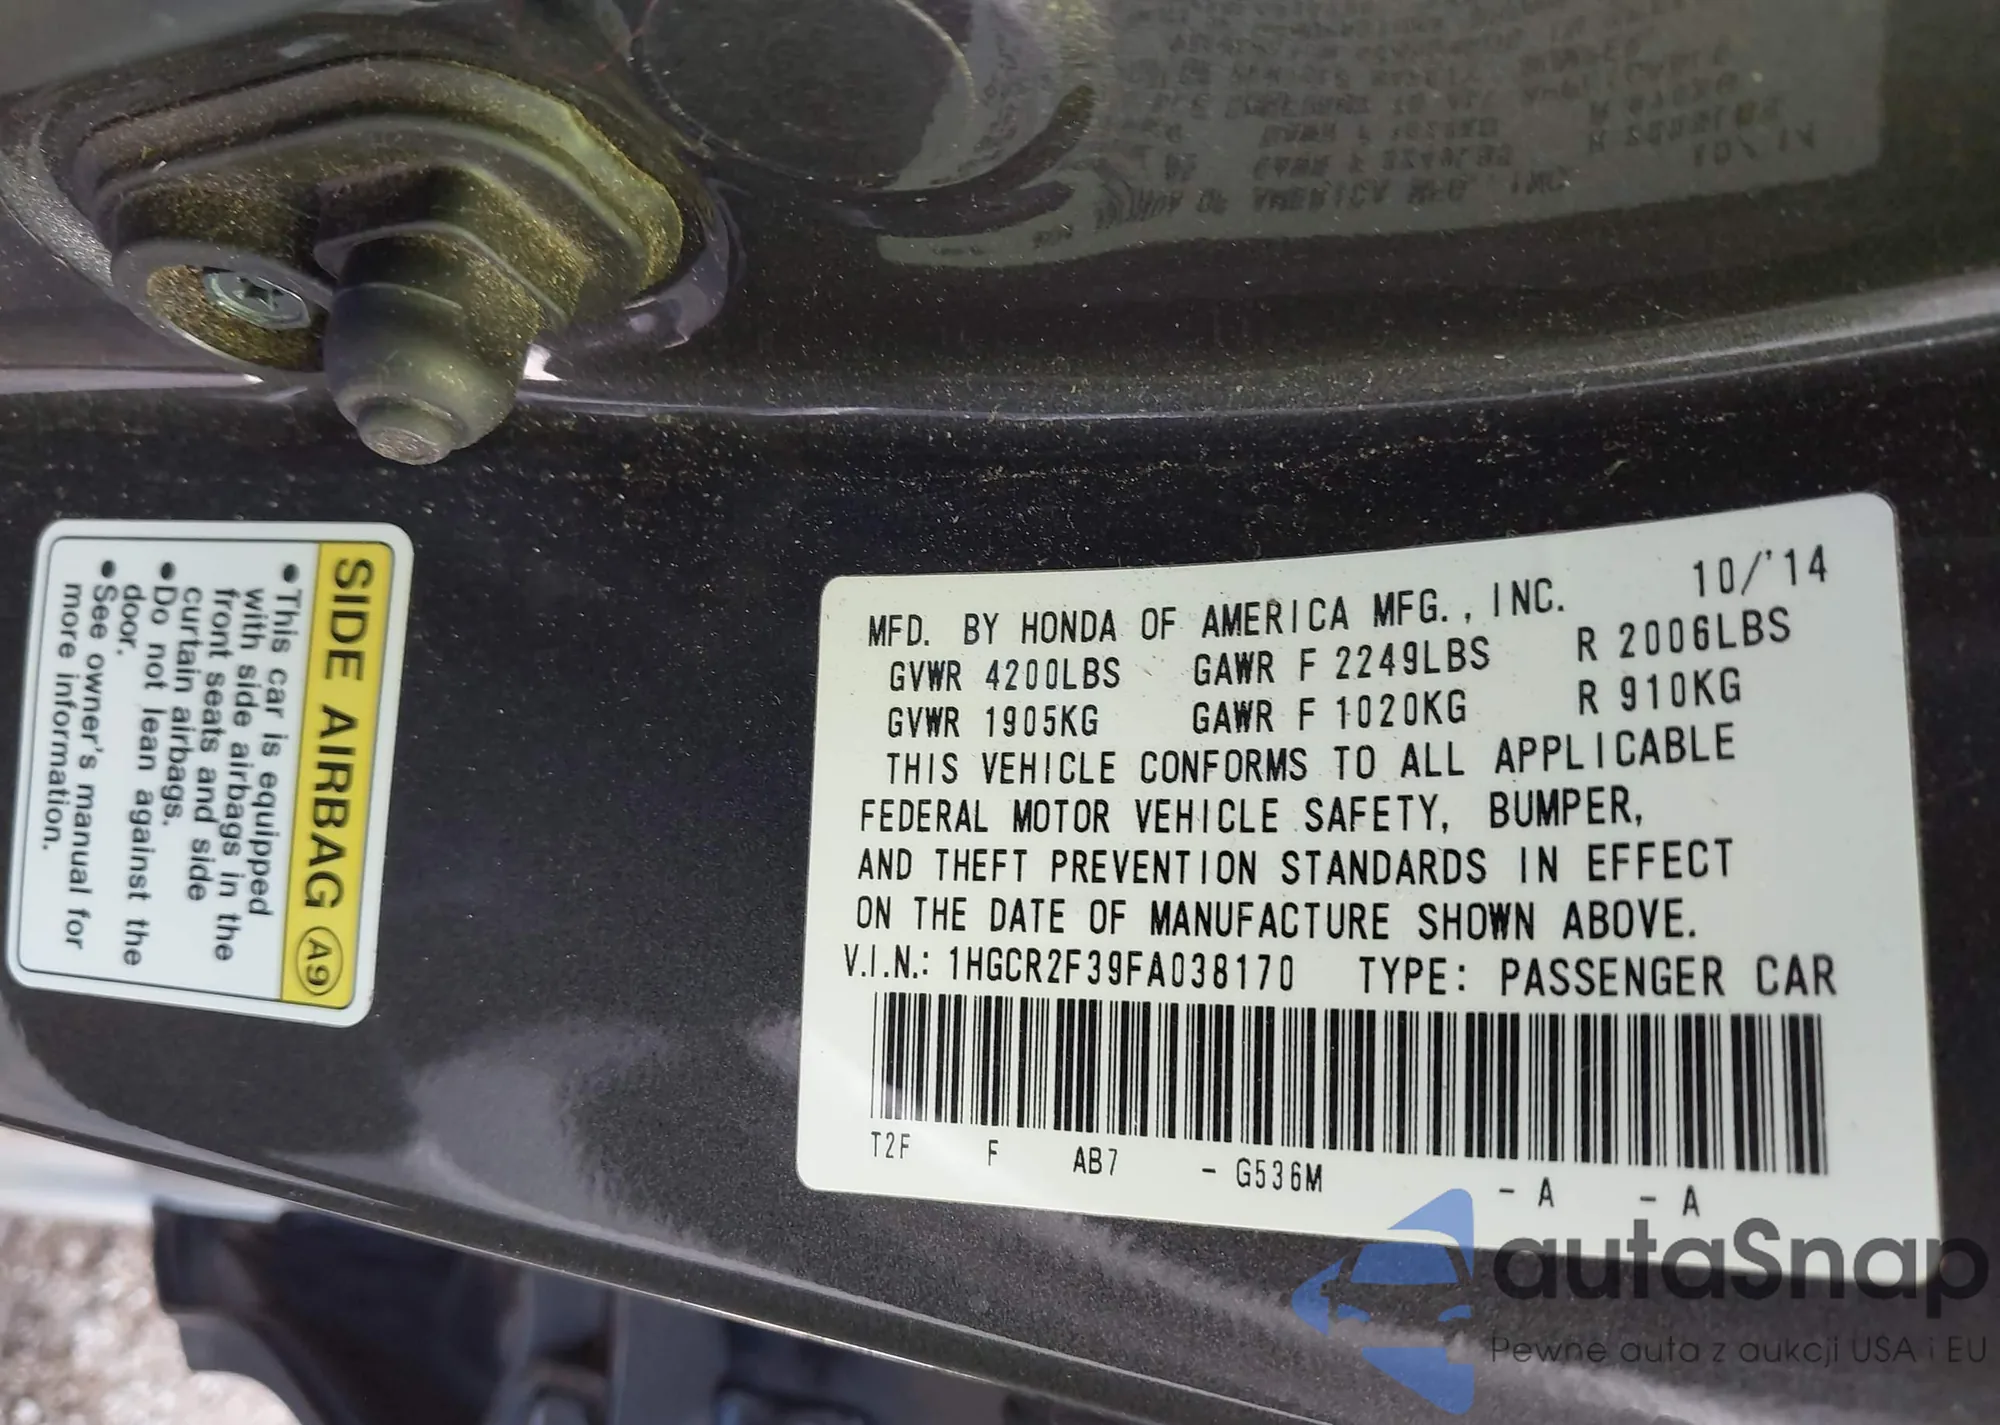 SIDE AIRBAG A9
● This car is equipped
with side airbags in the
front seats and side
curtain airbags.
● Do not lean against the
door.
● See owner's manual for
more information.
MFD. BY HONDA OF AMERICA MFG., INC. 10/'14
GVWR 4200LBS GAWR F 2249LBS R 2006LBS
GVWR 1905KG GAWR F 1020KG R 910KG
THIS VEHICLE CONFORMS TO ALL APPLICABLE
FEDERAL MOTOR VEHICLE SAFETY, BUMPER,
AND THEFT PREVENTION STANDARDS IN EFFECT
ON THE DATE OF MANUFACTURE SHOWN ABOVE.
V.I.N.: 1HGCR2F39FA038170 TYPE: PASSENGER CAR
T2F F AB7 - G536M - A - A
autaSnap
Pewne auta z aukcji USA i EU